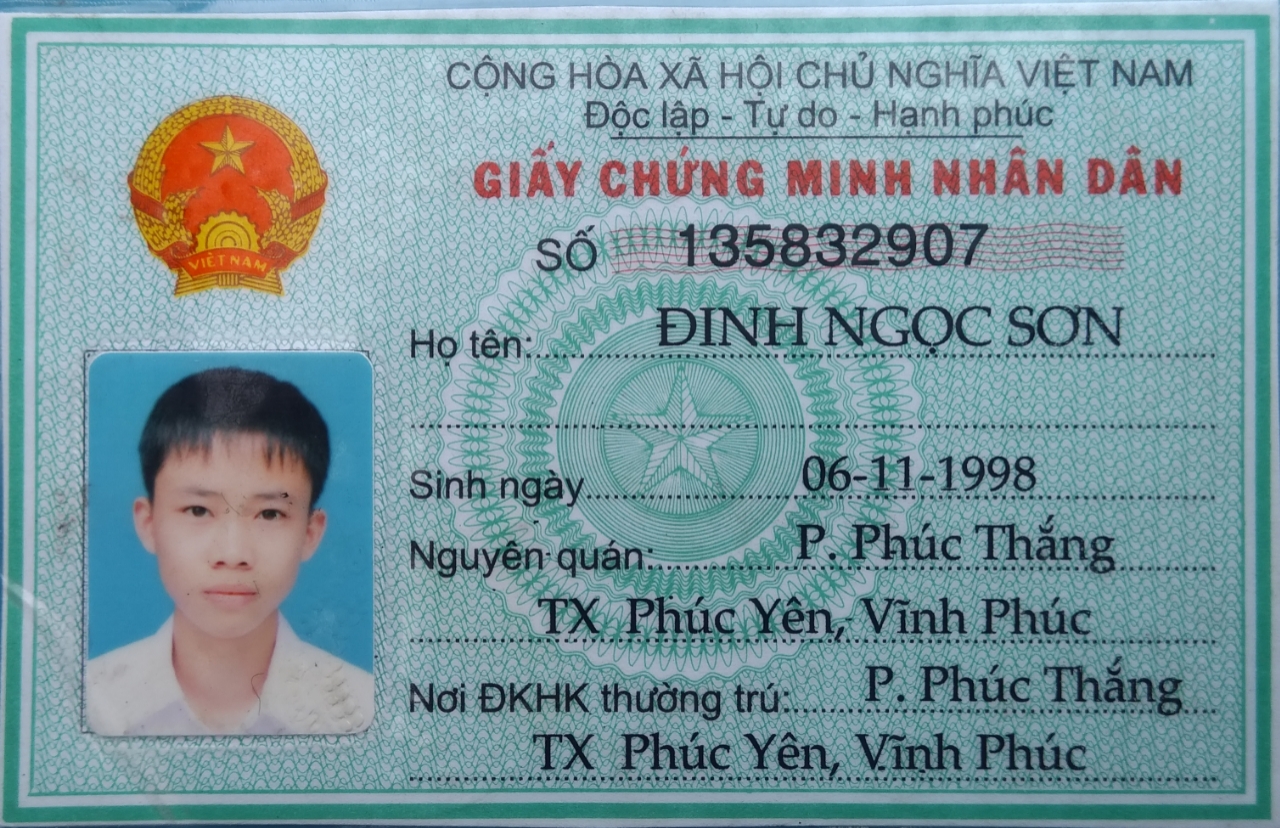 CỘNG HÒA XÃ HỘI CHỦ NGHĨA VIỆT NAM
Độc lập - Tự do - Hạnh phúc
GIẤY CHỨNG MINH NHÂN DÂN
VIỆT NAM
SỐ 135832907
Họ tên: ĐINH NGỌC SƠN
Sinh ngày 06-11-1998
Nguyên quán: P. Phúc Thắng
TX Phúc Yên, Vĩnh Phúc
Nơi ĐKHK thường trú: P. Phúc Thắng
TX Phúc Yên, Vĩnh Phúc